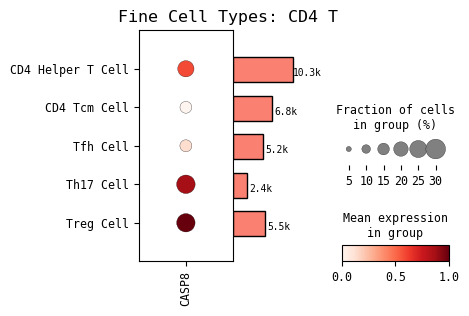 Fine Cell Types: CD4 T
CD4 Helper T Cell
10.3k
CD4 Tcm Cell
6.8k
Tfh Cell
5.2k
Th17 Cell
2.4k
Treg Cell
5.5k
CASP8
Fraction of cells
in group (%)
5 10 15 20 25 30
Mean expression
in group
0.0 0.5 1.0